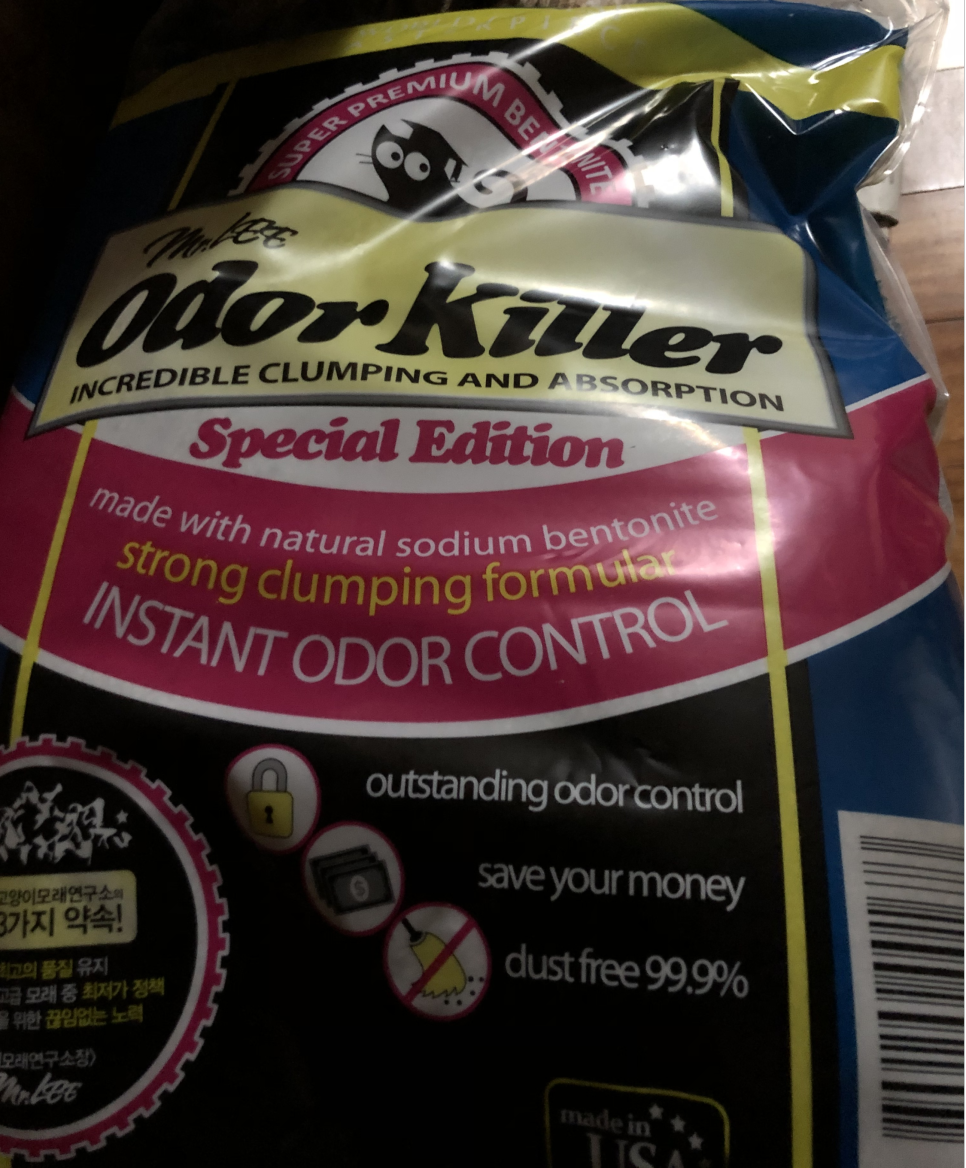 SUPER PREMIUM BENTONITE
Mr. LEE
Odor Killer
INCREDIBLE CLUMPING AND ABSORPTION
Special Edition
made with natural sodium bentonite
strong clumping formular
INSTANT ODOR CONTROL
outstanding odor control
save your money
dust free 99.9%
고양이모래연구소의
3가지 약속!
최고의 품질 유지
고급 모래 중 최저가 정책
을 위한 끊임없는 노력
모래연구소장)
Mr. LEE
made in
USA